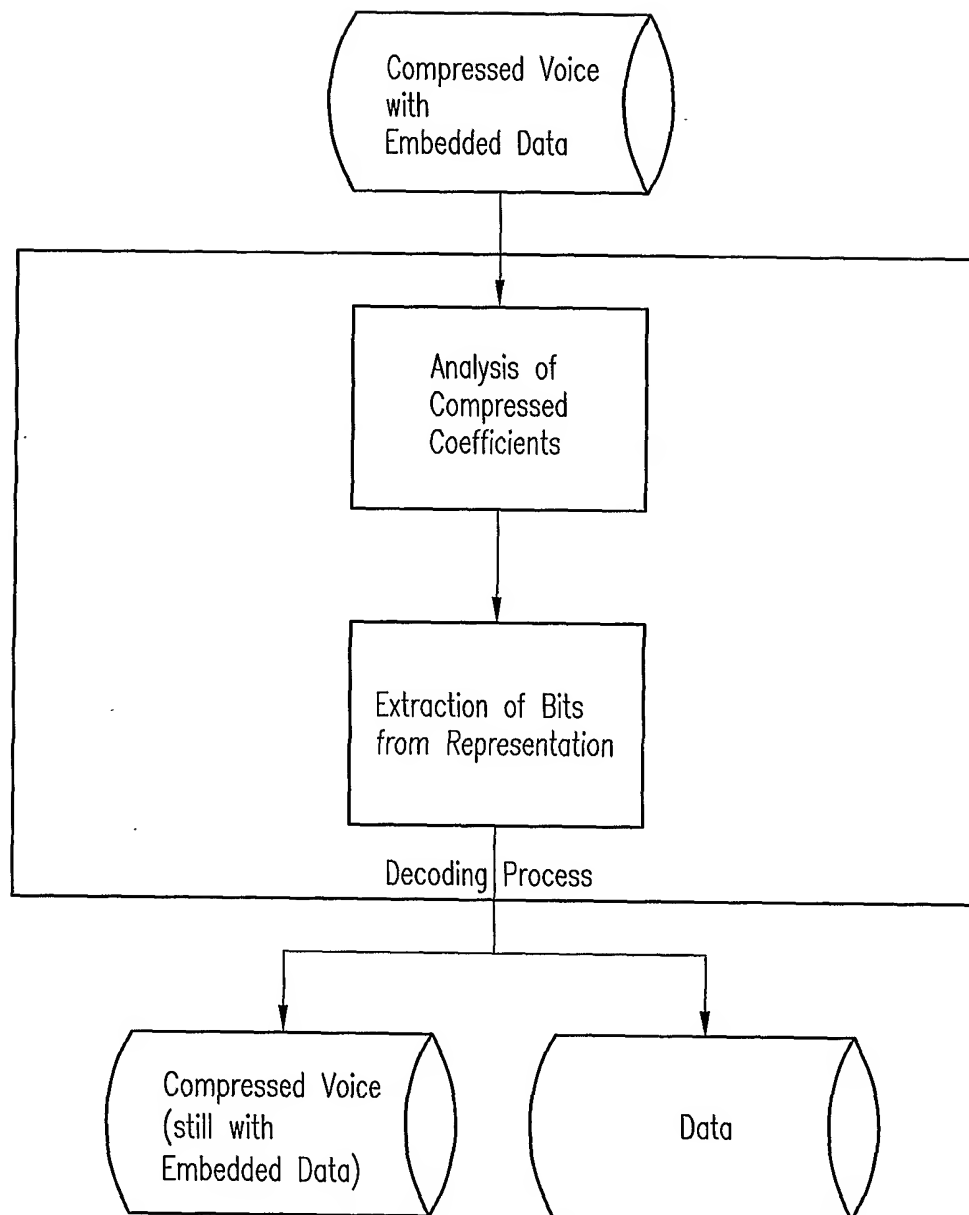 Compressed Voice
with
Embedded Data
Analysis of
Compressed
Coefficients
Extraction of Bits
from Representation
Decoding Process
Compressed Voice
(still with
Embedded Data)
Data